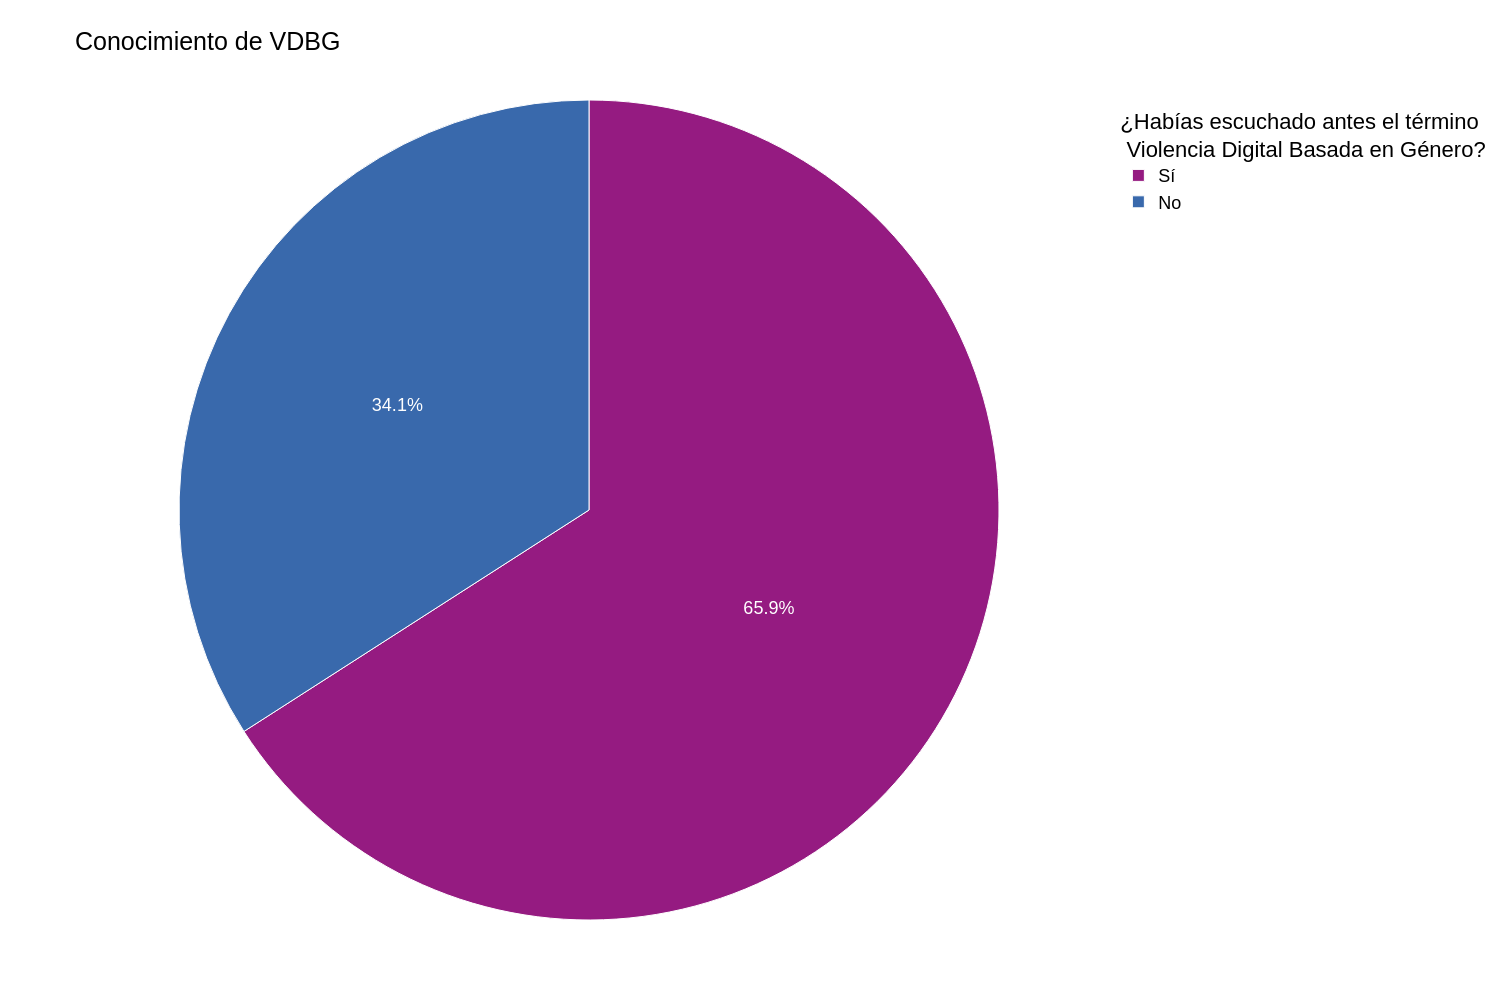 Conocimiento de VDBG
¿Habías escuchado antes el término
Violencia Digital Basada en Género?
Sí
No
34.1%
65.9%